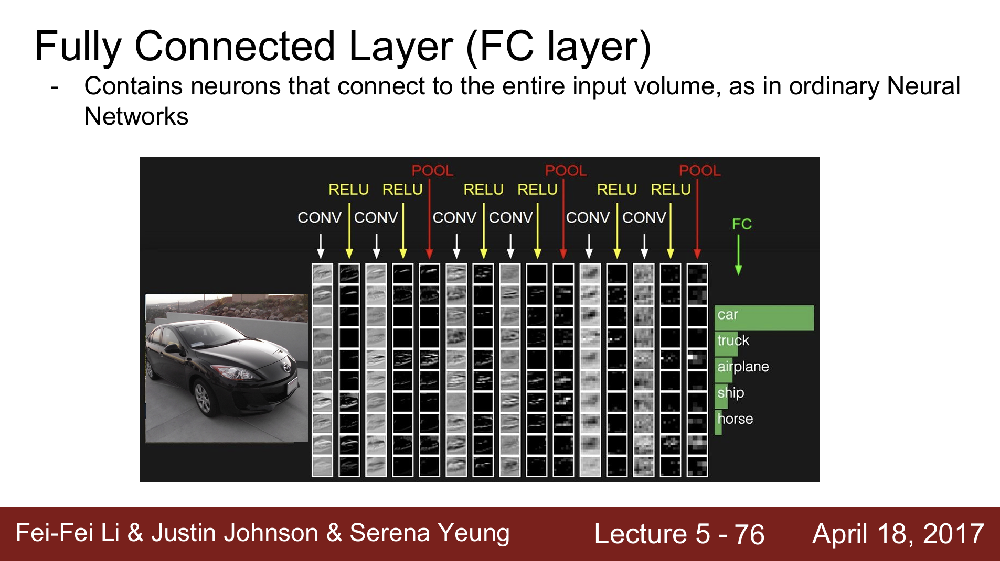 Fully Connected Layer (FC layer)
- Contains neurons that connect to the entire input volume, as in ordinary Neural
Networks
POOL POOL POOL
RELU RELU RELU RELU RELU RELU
CONV CONV CONV CONV CONV CONV
FC
car
truck
airplane
ship
horse
Fei-Fei Li & Justin Johnson & Serena Yeung Lecture 5 - 76 April 18, 2017